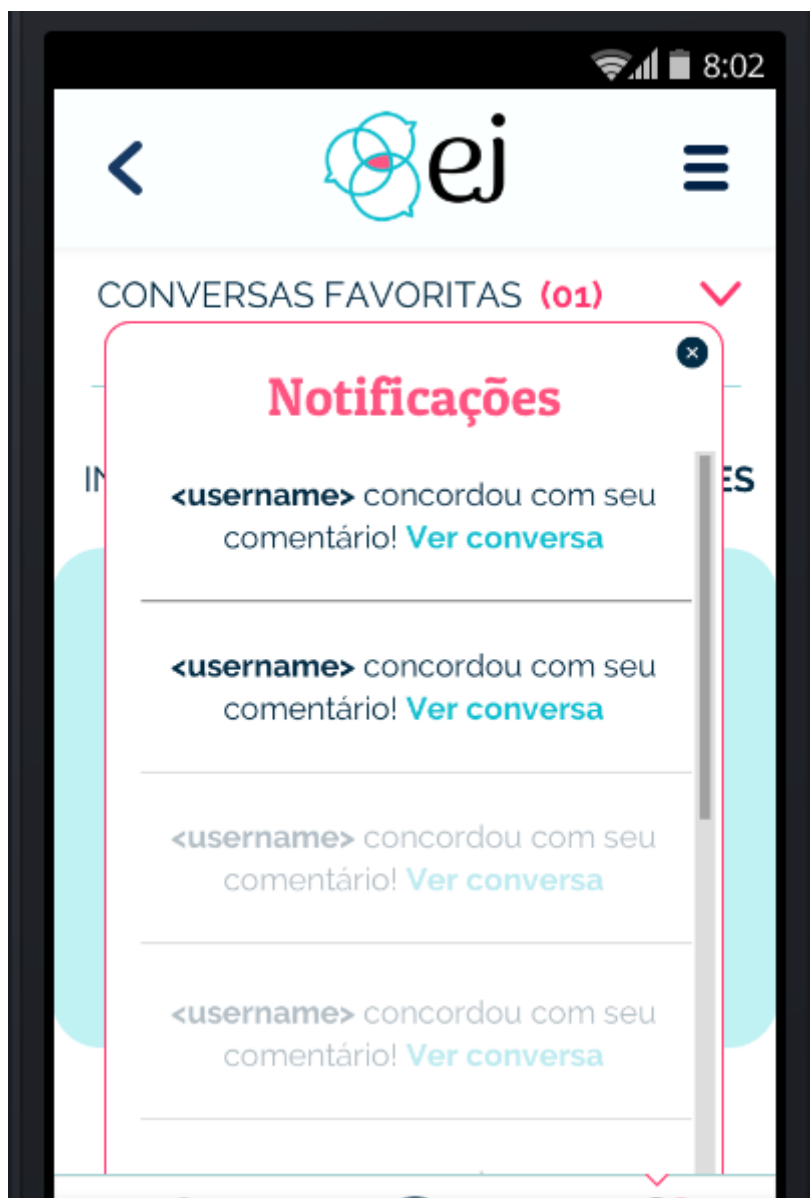 8:02
ej
CONVERSAS FAVORITAS (01)
Notificações
<username> concordou com seu
comentário! Ver conversa
<username> concordou com seu
comentário! Ver conversa
<username> concordou com seu
comentário! Ver conversa
<username> concordou com seu
comentário! Ver conversa